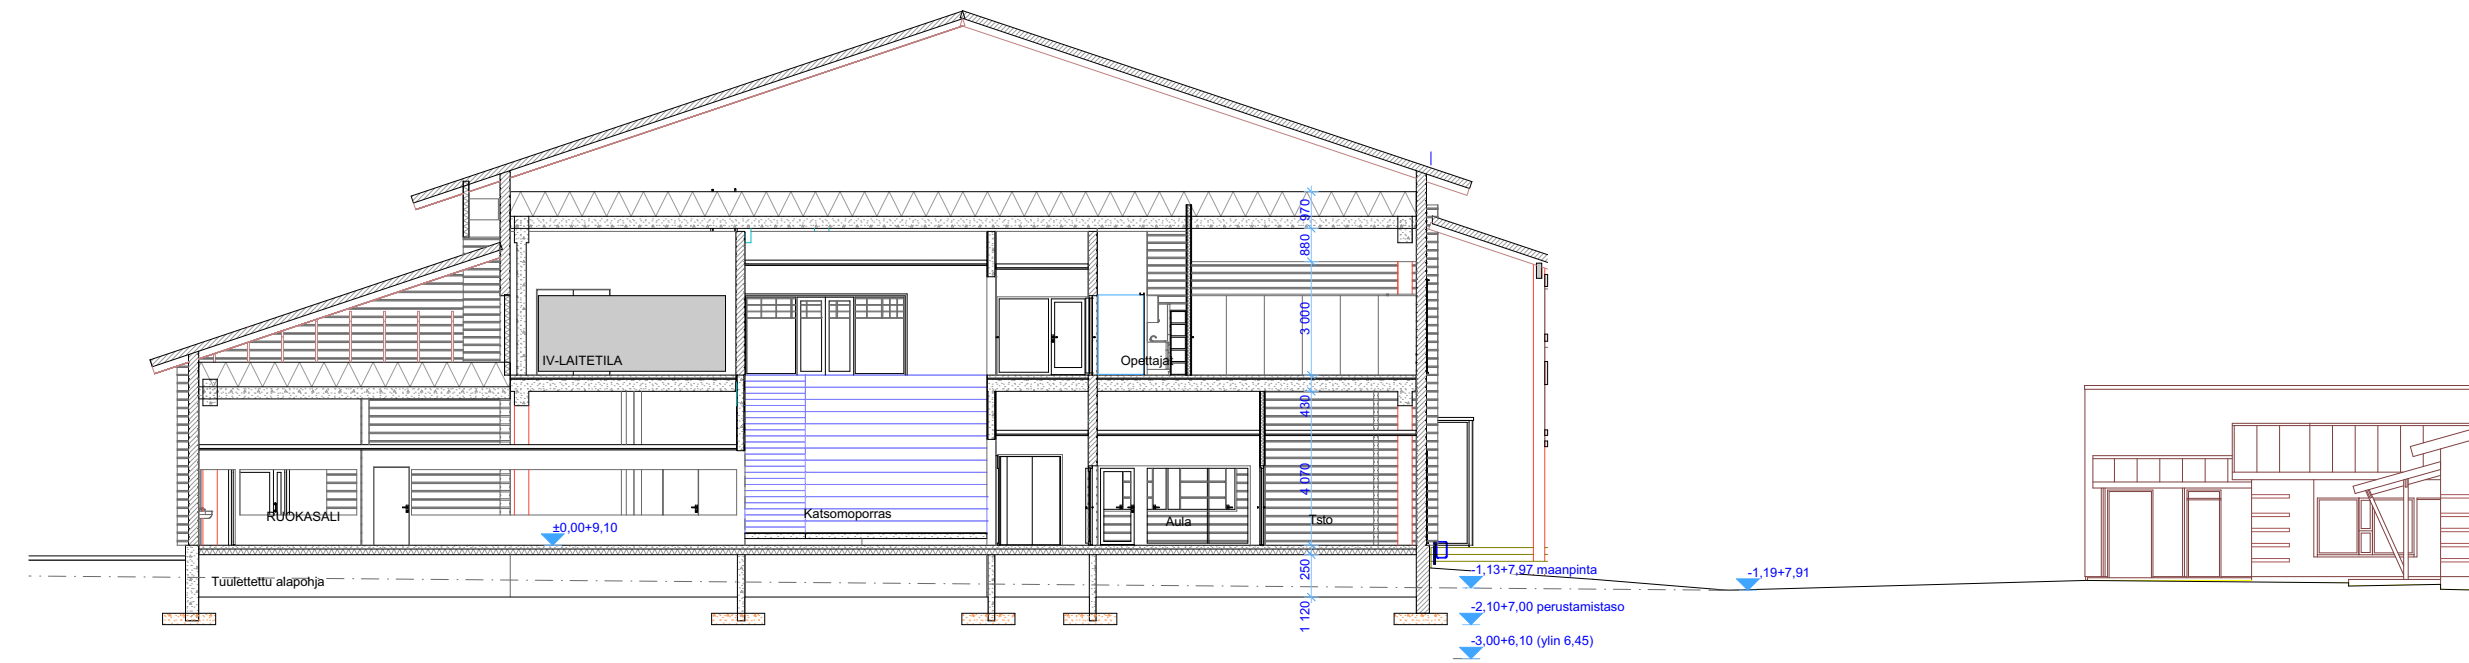 970
880
3 000
IV-LAITETILA
Opettajat
430
4 070
RUOKASALI
Katsomoporras
Aula
Tsto
±0,00+9,10
250
-1,13+7,97 maanpinta
-1,19+7,91
Tuulettettu alapohja
1 120
-2,10+7,00 perustamistaso
-3,00+6,10 (ylin 6,45)